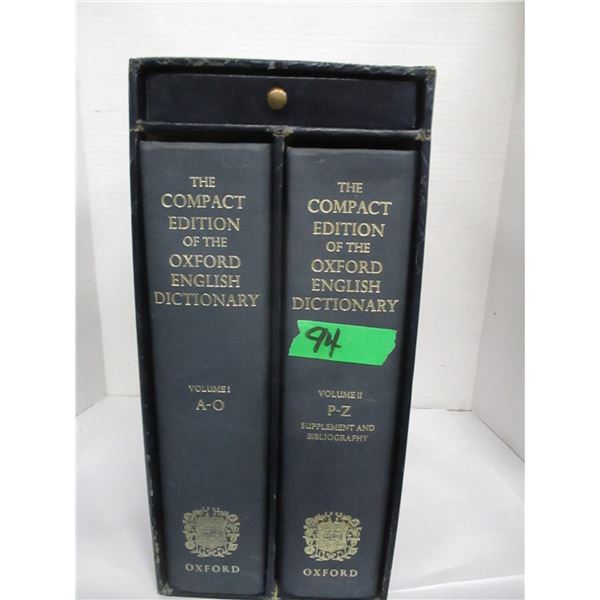 THE
COMPACT
EDITION
OF THE
OXFORD
ENGLISH
DICTIONARY
VOLUME I
A-O
OXFORD
THE
COMPACT
EDITION
OF THE
OXFORD
ENGLISH
DICTIONARY
94
VOLUME II
P-Z
SUPPLEMENT AND
BIBLIOGRAPHY
OXFORD